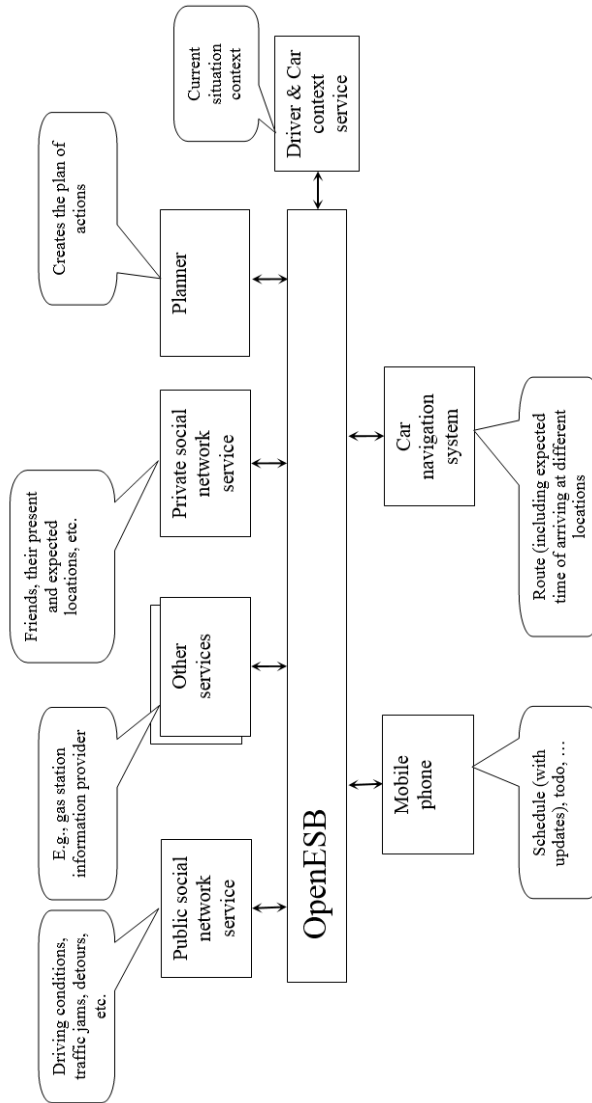 Driving conditions,
traffic jams, detours,
etc.
E.g., gas station
information provider
Friends, their present
and expected
locations, etc.
Creates the plan of
actions
Current
situation
context
Public social
network
service
Other
services
Private social
network
service
Planner
Driver & Car
context
service
OpenESB
Mobile
phone
Car
navigation
system
Schedule (with
updates), todo, …
Route (including expected
time of arriving at different
locations